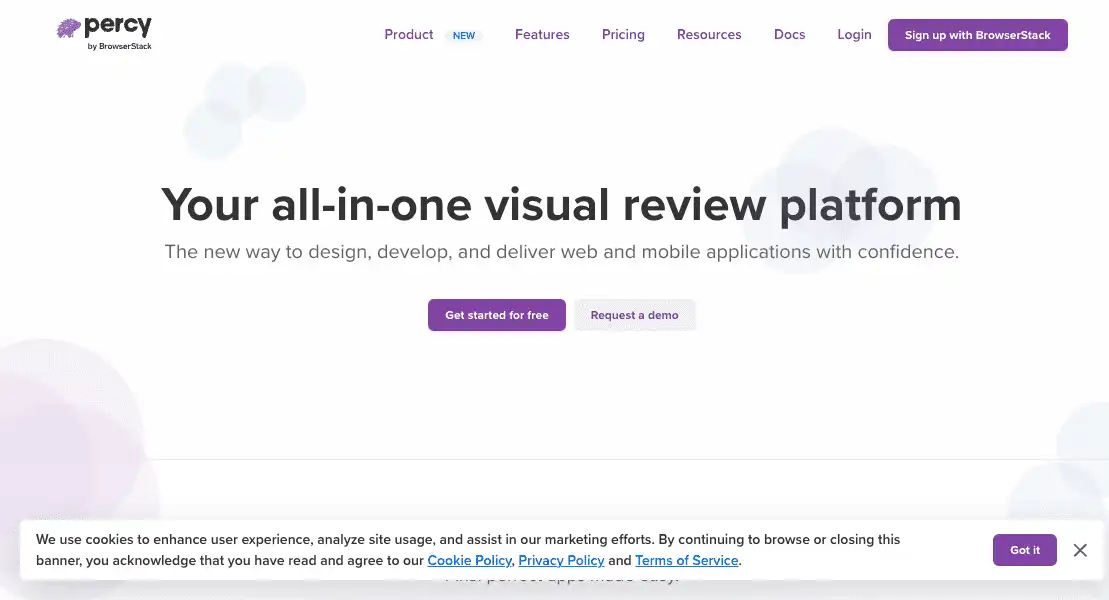 percy
by BrowserStack
Product NEW Features Pricing Resources Docs Login Sign up with BrowserStack
Your all-in-one visual review platform
The new way to design, develop, and deliver web and mobile applications with confidence.
Get started for free Request a demo
We use cookies to enhance user experience, analyze site usage, and assist in our marketing efforts. By continuing to browse or closing this
banner, you acknowledge that you have read and agree to our Cookie Policy, Privacy Policy and Terms of Service.
Got it
perfect apps made easy.